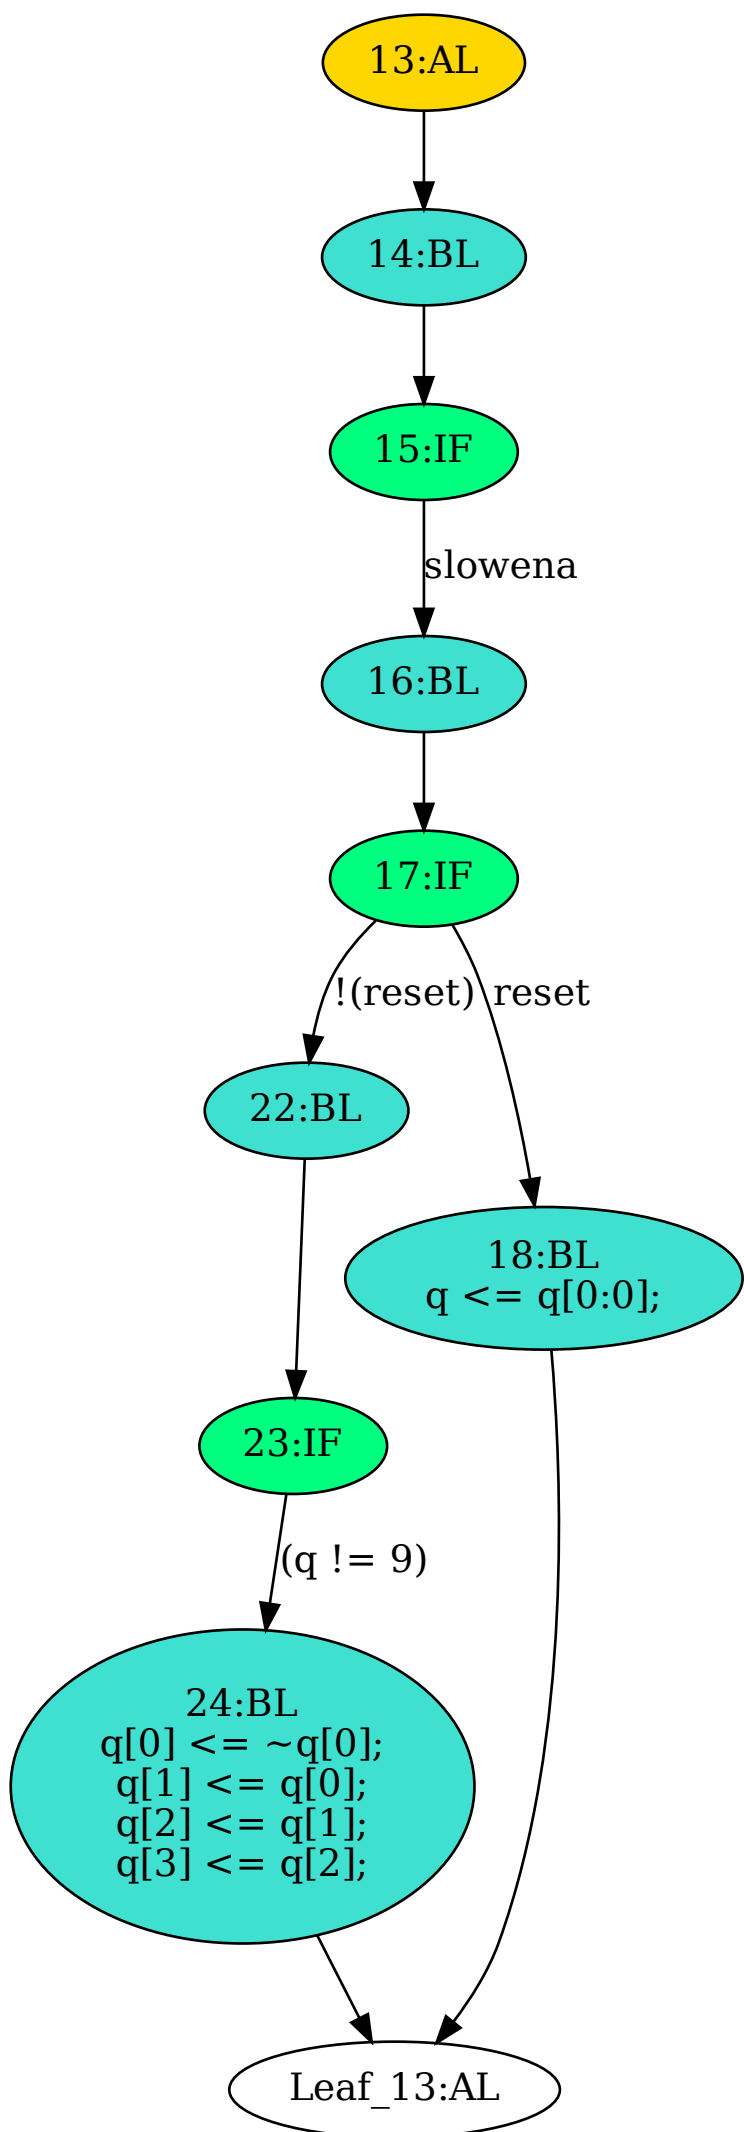 13:AL
14:BL
15:IF
slowena
16:BL
17:IF
!(reset)
reset
22:BL
18:BL
q <= q[0:0];
23:IF
(q != 9)
24:BL
q[0] <= ~q[0];
q[1] <= q[0];
q[2] <= q[1];
q[3] <= q[2];
Leaf_13:AL